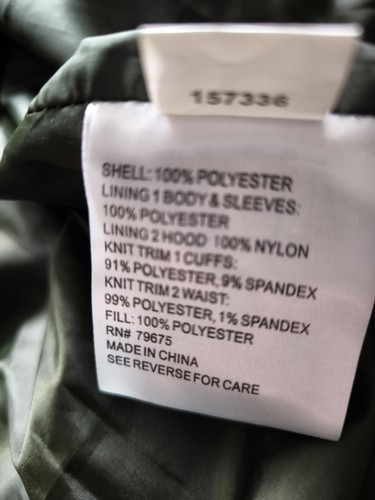 157336
SHELL: 100% POLYESTER
LINING 1 BODY & SLEEVES:
100% POLYESTER
LINING 2 HOOD 100% NYLON
KNIT TRIM 1 CUFFS:
91% POLYESTER, 9% SPANDEX
KNIT TRIM 2 WAIST:
99% POLYESTER, 1% SPANDEX
FILL: 100% POLYESTER
RN# 79675
MADE IN CHINA
SEE REVERSE FOR CARE